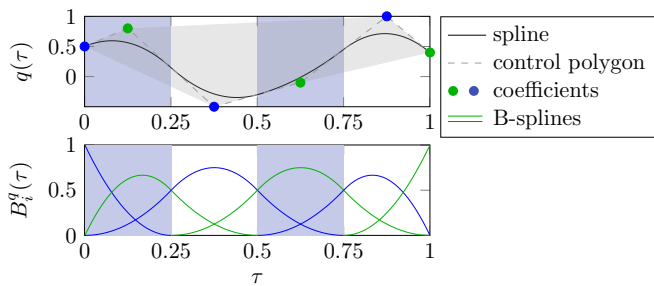 1
0.5
0
q(τ)
0 0.25 0.5 0.75 1
spline
control polygon
coefficients
B-splines
1
0.5
0
B_i^q(τ)
0 0.25 0.5 0.75 1
τ